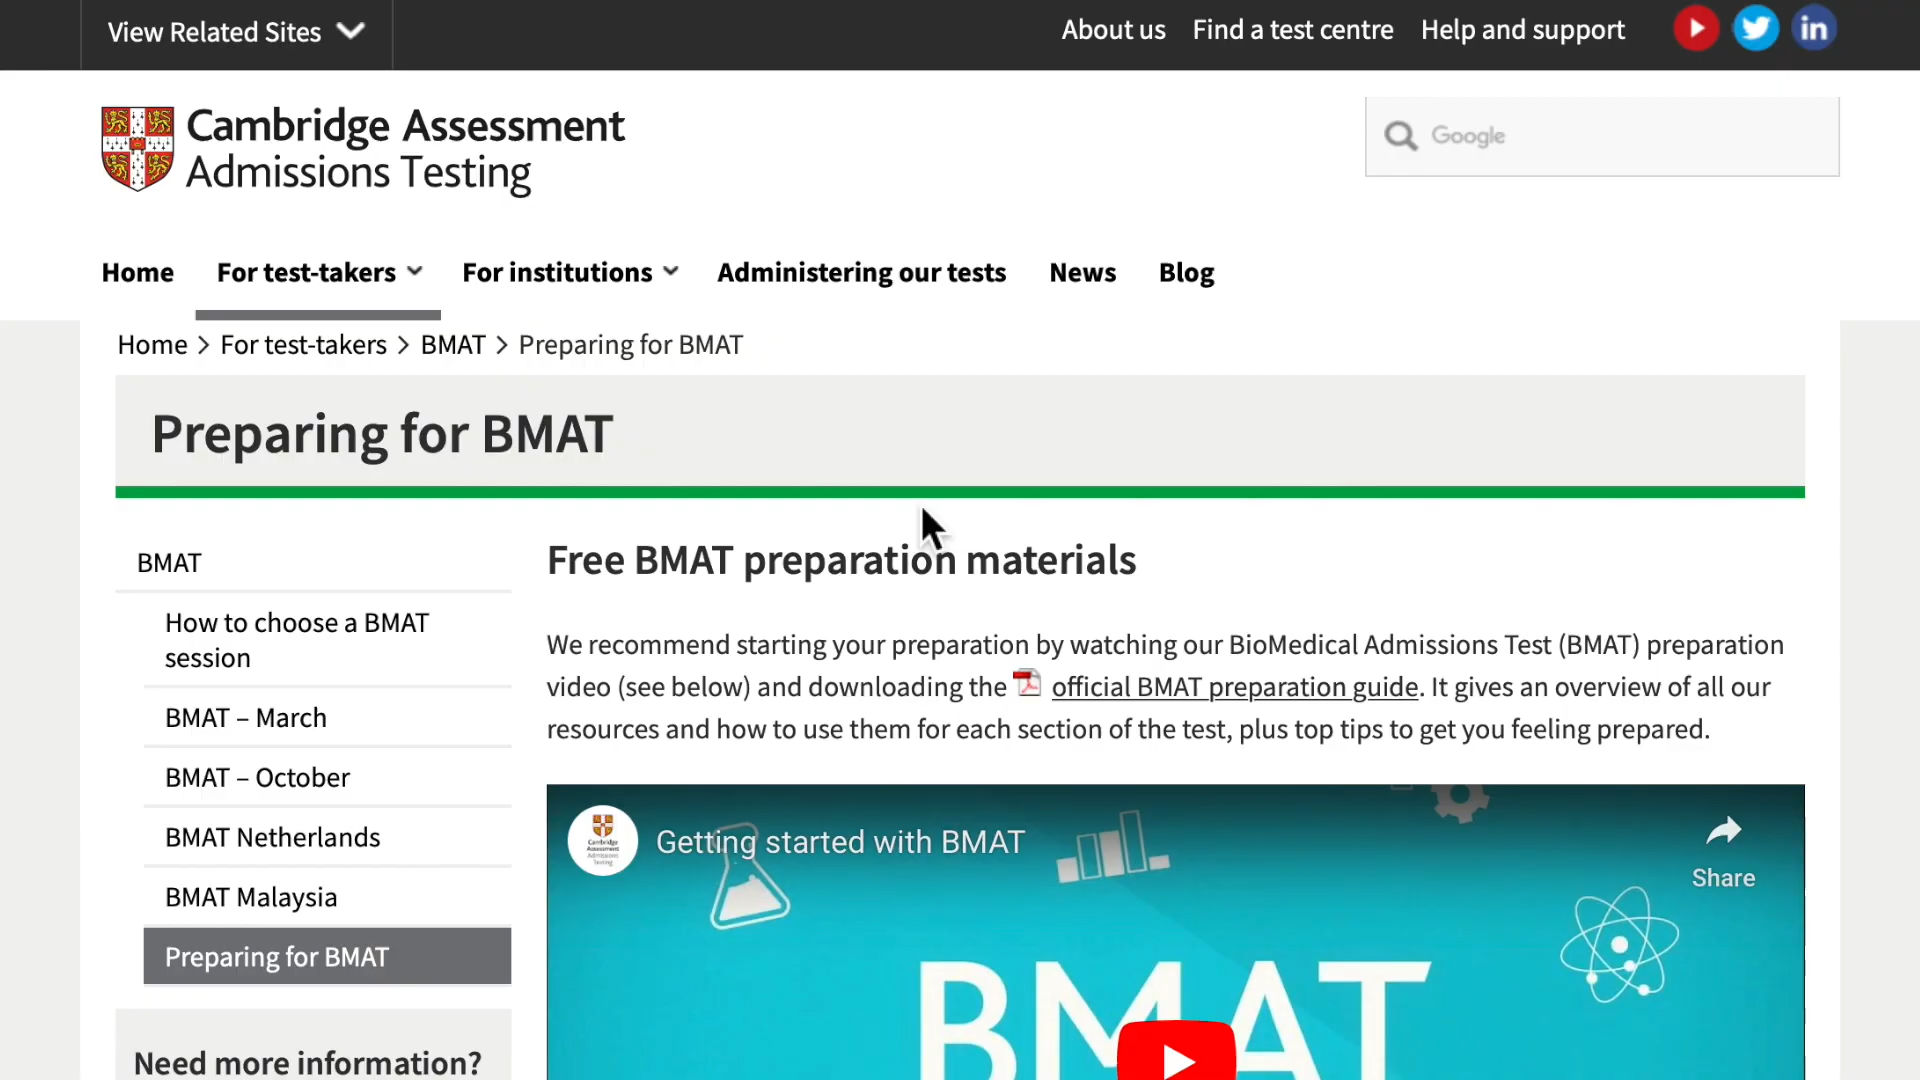 View Related Sites
About us Find a test centre Help and support
in
Cambridge Assessment
Admissions Testing
Google
Home For test-takers For institutions Administering our tests News Blog
Home > For test-takers > BMAT > Preparing for BMAT
Preparing for BMAT
BMAT
How to choose a BMAT
session
BMAT – March
BMAT – October
BMAT Netherlands
BMAT Malaysia
Preparing for BMAT
Need more information?
Free BMAT preparation materials
We recommend starting your preparation by watching our BioMedical Admissions Test (BMAT) preparation
video (see below) and downloading the official BMAT preparation guide. It gives an overview of all our
resources and how to use them for each section of the test, plus top tips to get you feeling prepared.
Cambridge
Assessment
Admissions
Testing
Getting started with BMAT
Share
BMAT